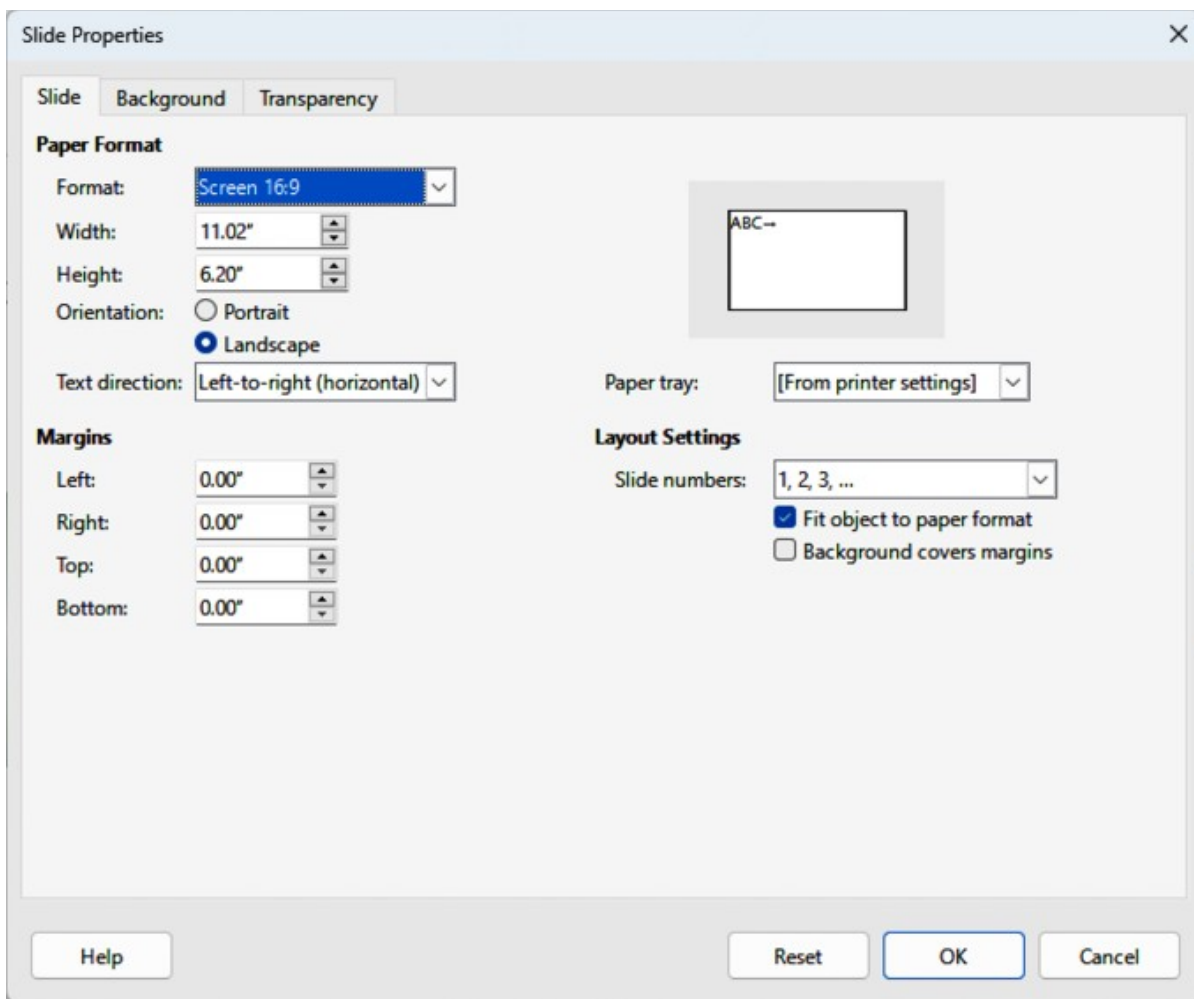 Slide Properties
Slide Background Transparency
Paper Format
Format: Screen 16:9
Width: 11.02″
Height: 6.20″
Orientation: Portrait
Landscape
Text direction: Left-to-right (horizontal)
ABC→
Paper tray: [From printer settings]
Margins
Left: 0.00″
Right: 0.00″
Top: 0.00″
Bottom: 0.00″
Layout Settings
Slide numbers: 1, 2, 3, ...
Fit object to paper format
Background covers margins
Help Reset OK Cancel